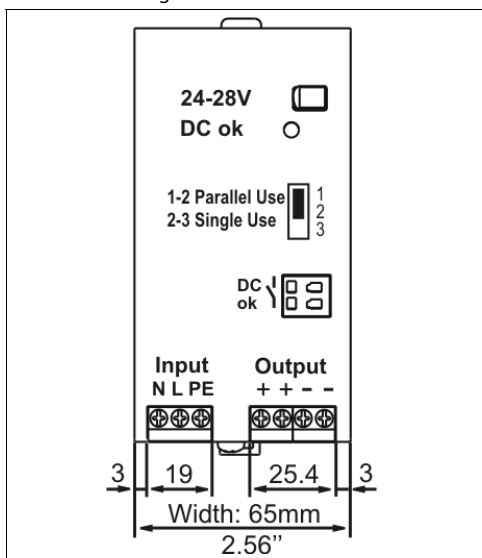 24-28V
DC ok
1-2 Parallel Use
2-3 Single Use
1
2
3
DC
ok
Input Output
N L PE + + - -
3 19 25.4 3
Width: 65mm
2.56’’